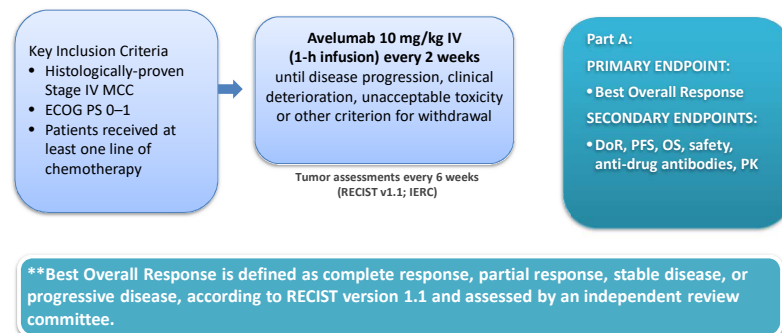 Key Inclusion Criteria
• Histologically-proven
Stage IV MCC
• ECOG PS 0–1
• Patients received at
least one line of
chemotherapy
Avelumab 10 mg/kg IV
(1-h infusion) every 2 weeks
until disease progression, clinical
deterioration, unacceptable toxicity
or other criterion for withdrawal
Tumor assessments every 6 weeks
(RECIST v1.1; IERC)
Part A:
PRIMARY ENDPOINT:
• Best Overall Response
SECONDARY ENDPOINTS:
• DoR, PFS, OS, safety,
anti-drug antibodies, PK
**Best Overall Response is defined as complete response, partial response, stable disease, or
progressive disease, according to RECIST version 1.1 and assessed by an independent review
committee.